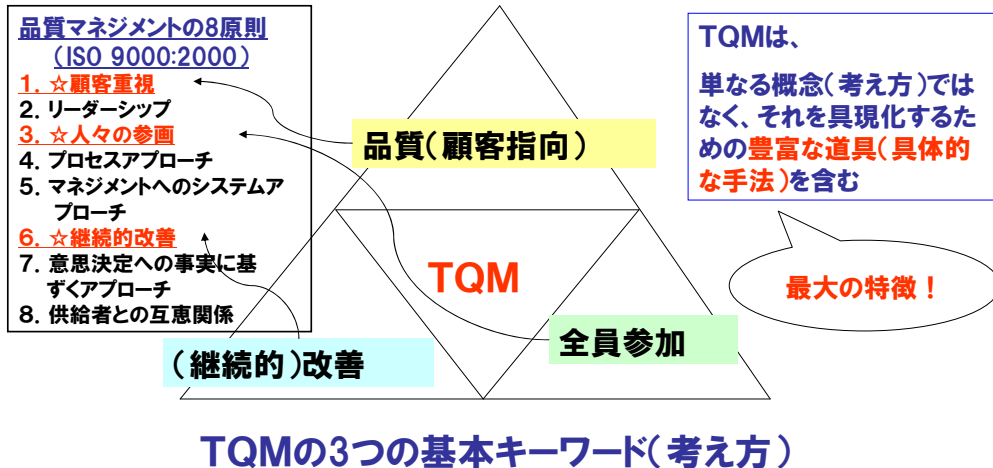 品質マネジメントの8原則
(ISO 9000:2000)
1. ☆顧客重視
2. リーダーシップ
3. ☆人々の参画
4. プロセスアプローチ
5. マネジメントへのシステムア
プローチ
6. ☆継続的改善
7. 意思決定への事実に基
ずくアプローチ
8. 供給者との互恵関係
品質(顧客指向)
TQM
(継続的)改善
全員参加
TQMは、
単なる概念(考え方)では
なく、それを具現化するた
めの豊富な道具(具体的
な手法)を含む
最大の特徴!
TQMの3つの基本キーワード(考え方)